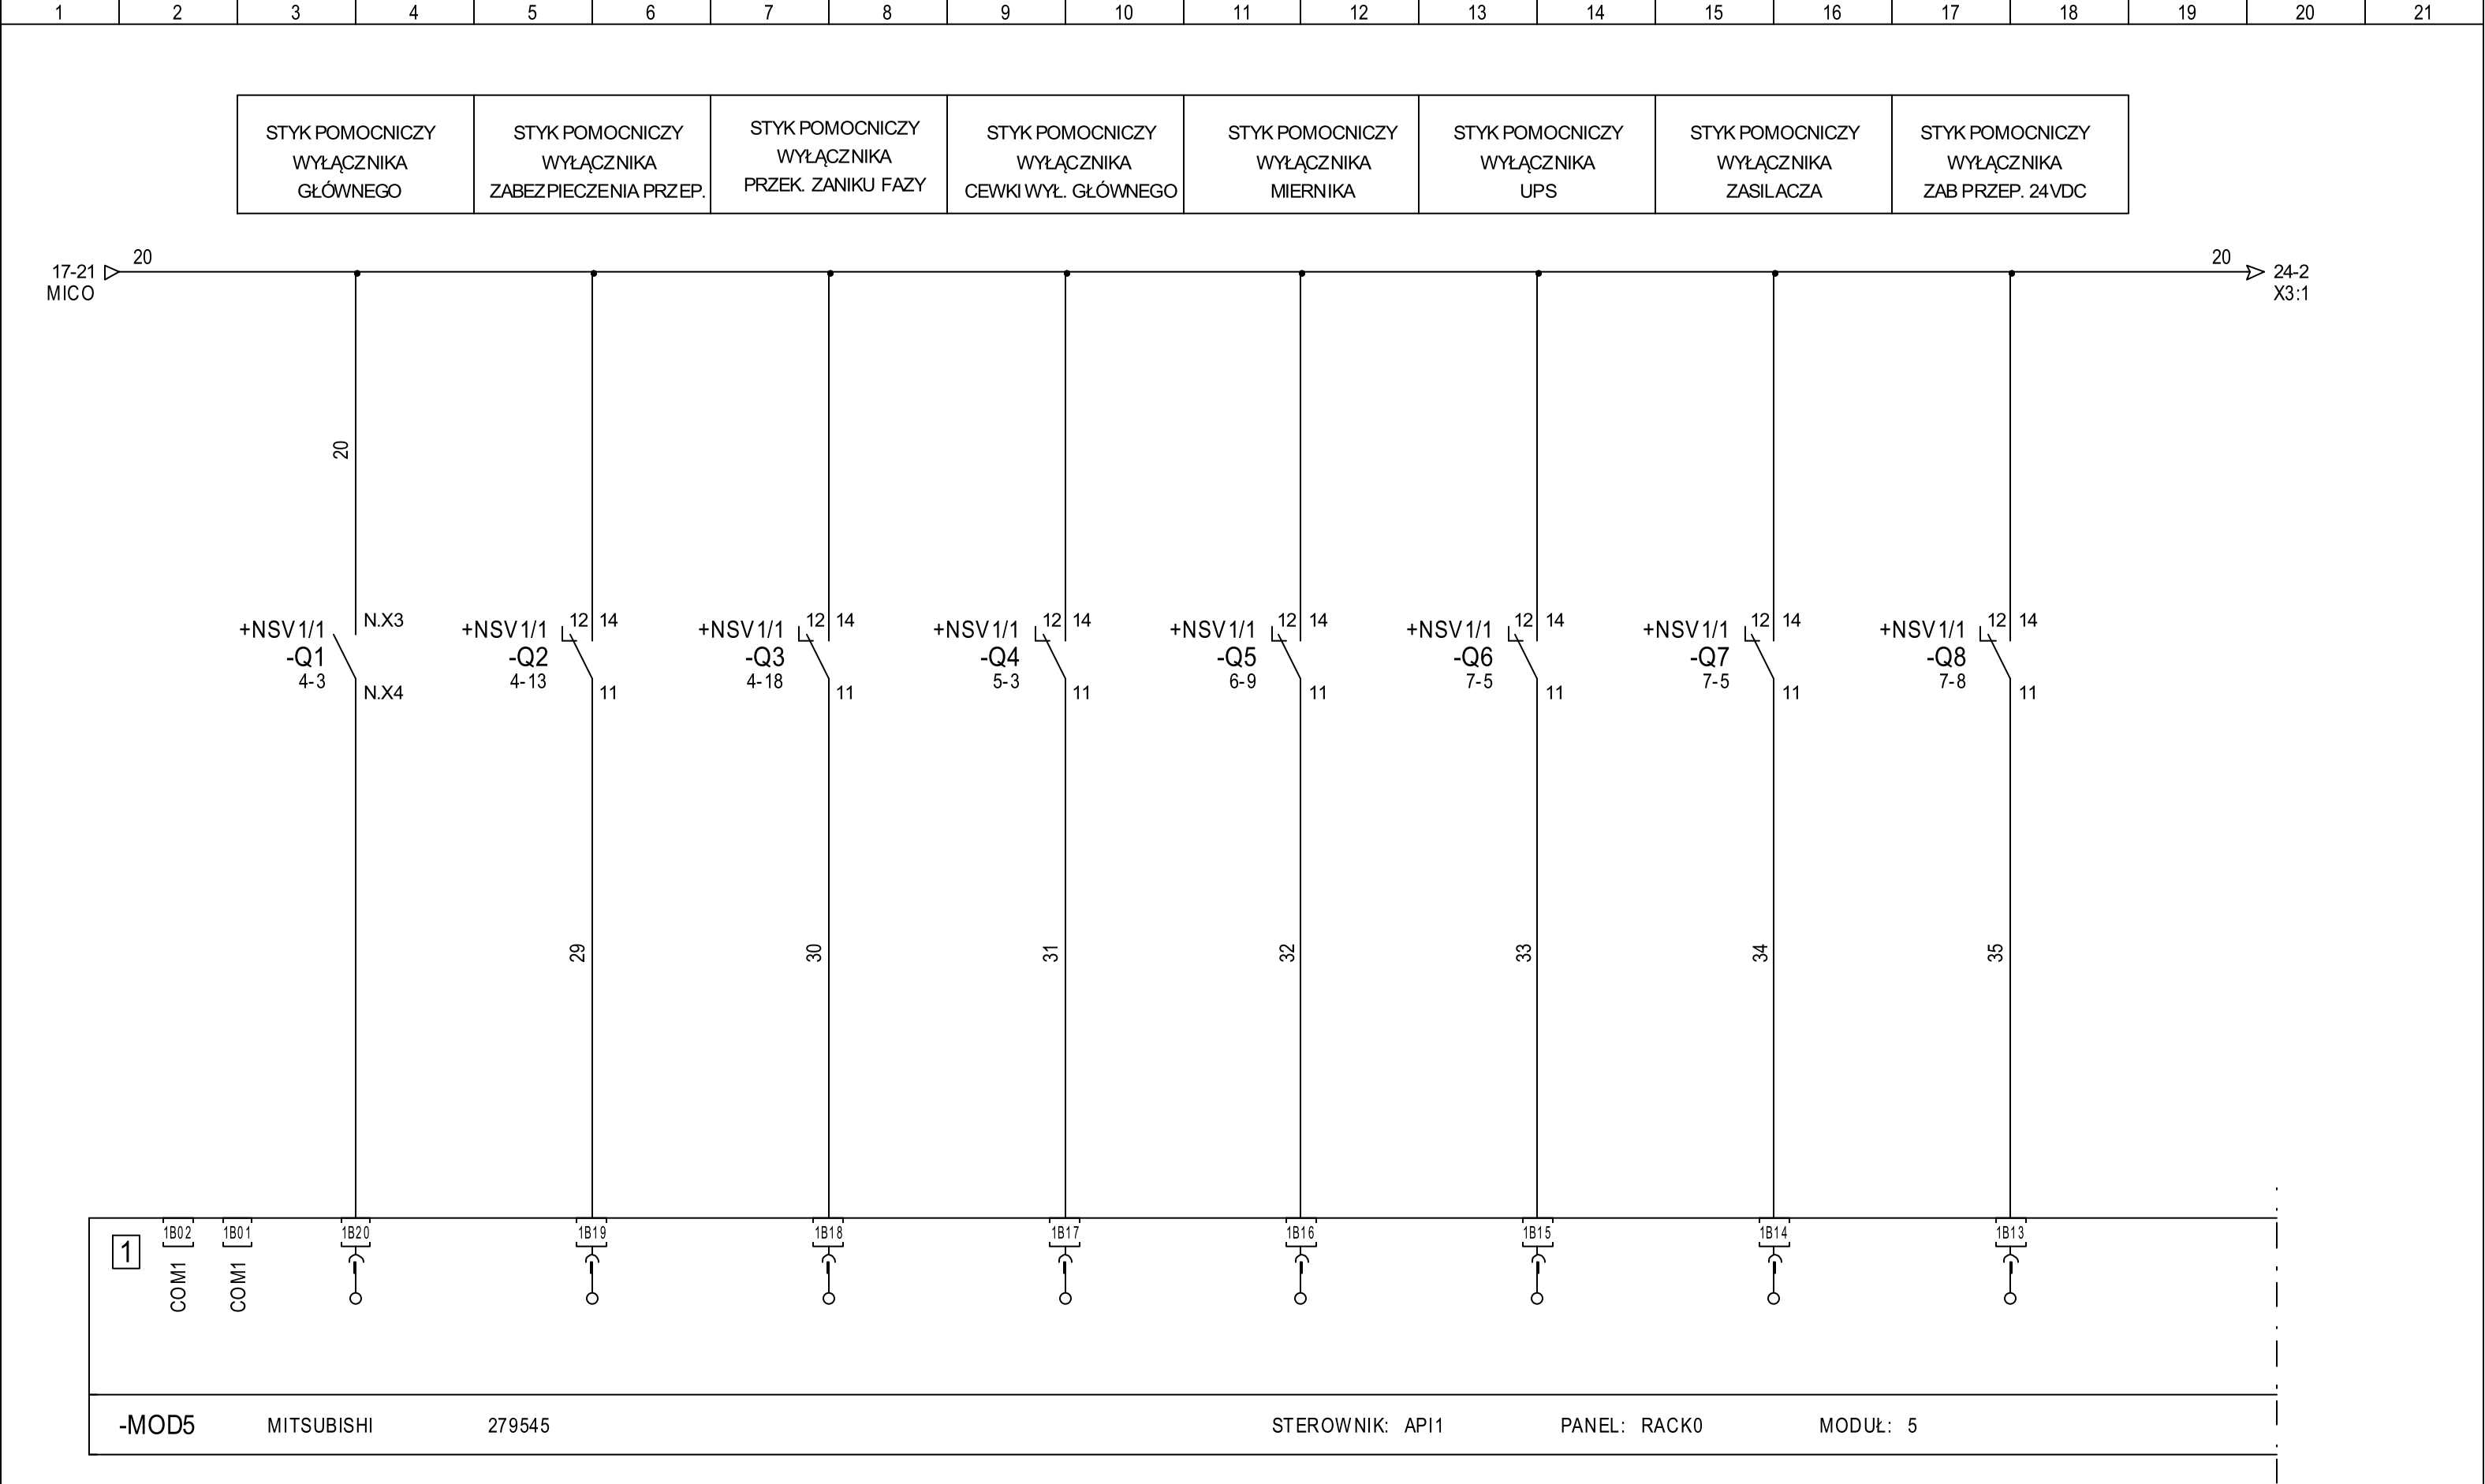 1 2 3 4 5 6 7 8 9 10 11 12 13 14 15 16 17 18 19 20 21
STYK POMOCNICZY
WYŁĄCZNIKA
GŁÓWNEGO
STYK POMOCNICZY
WYŁĄCZNIKA
ZABEZPIECZENIA PRZEP.
STYK POMOCNICZY
WYŁĄCZNIKA
PRZEK. ZANIKU FAZY
STYK POMOCNICZY
WYŁĄCZNIKA
CEWKI WYŁ. GŁÓWNEGO
STYK POMOCNICZY
WYŁĄCZNIKA
MIERNIKA
STYK POMOCNICZY
WYŁĄCZNIKA
UPS
STYK POMOCNICZY
WYŁĄCZNIKA
ZASILACZA
STYK POMOCNICZY
WYŁĄCZNIKA
ZAB PRZEP. 24VDC
17-21
MICO
20
20
24-2
X3:1
20
+NSV1/1
-Q1
4-3
N.X3
N.X4
+NSV1/1
-Q2
4-13
12 14
11
+NSV1/1
-Q3
4-18
12 14
11
+NSV1/1
-Q4
5-3
12 14
11
+NSV1/1
-Q5
6-9
12 14
11
+NSV1/1
-Q6
7-5
12 14
11
+NSV1/1
-Q7
7-5
12 14
11
+NSV1/1
-Q8
7-8
12 14
11
29 30 31 32 33 34 35
1
1B02 1B01 1B20 1B19 1B18 1B17 1B16 1B15 1B14 1B13
COM1 COM1
-MOD5 MITSUBISHI 279545 STEROWNIK: API1 PANEL: RACK0 MODUŁ: 5